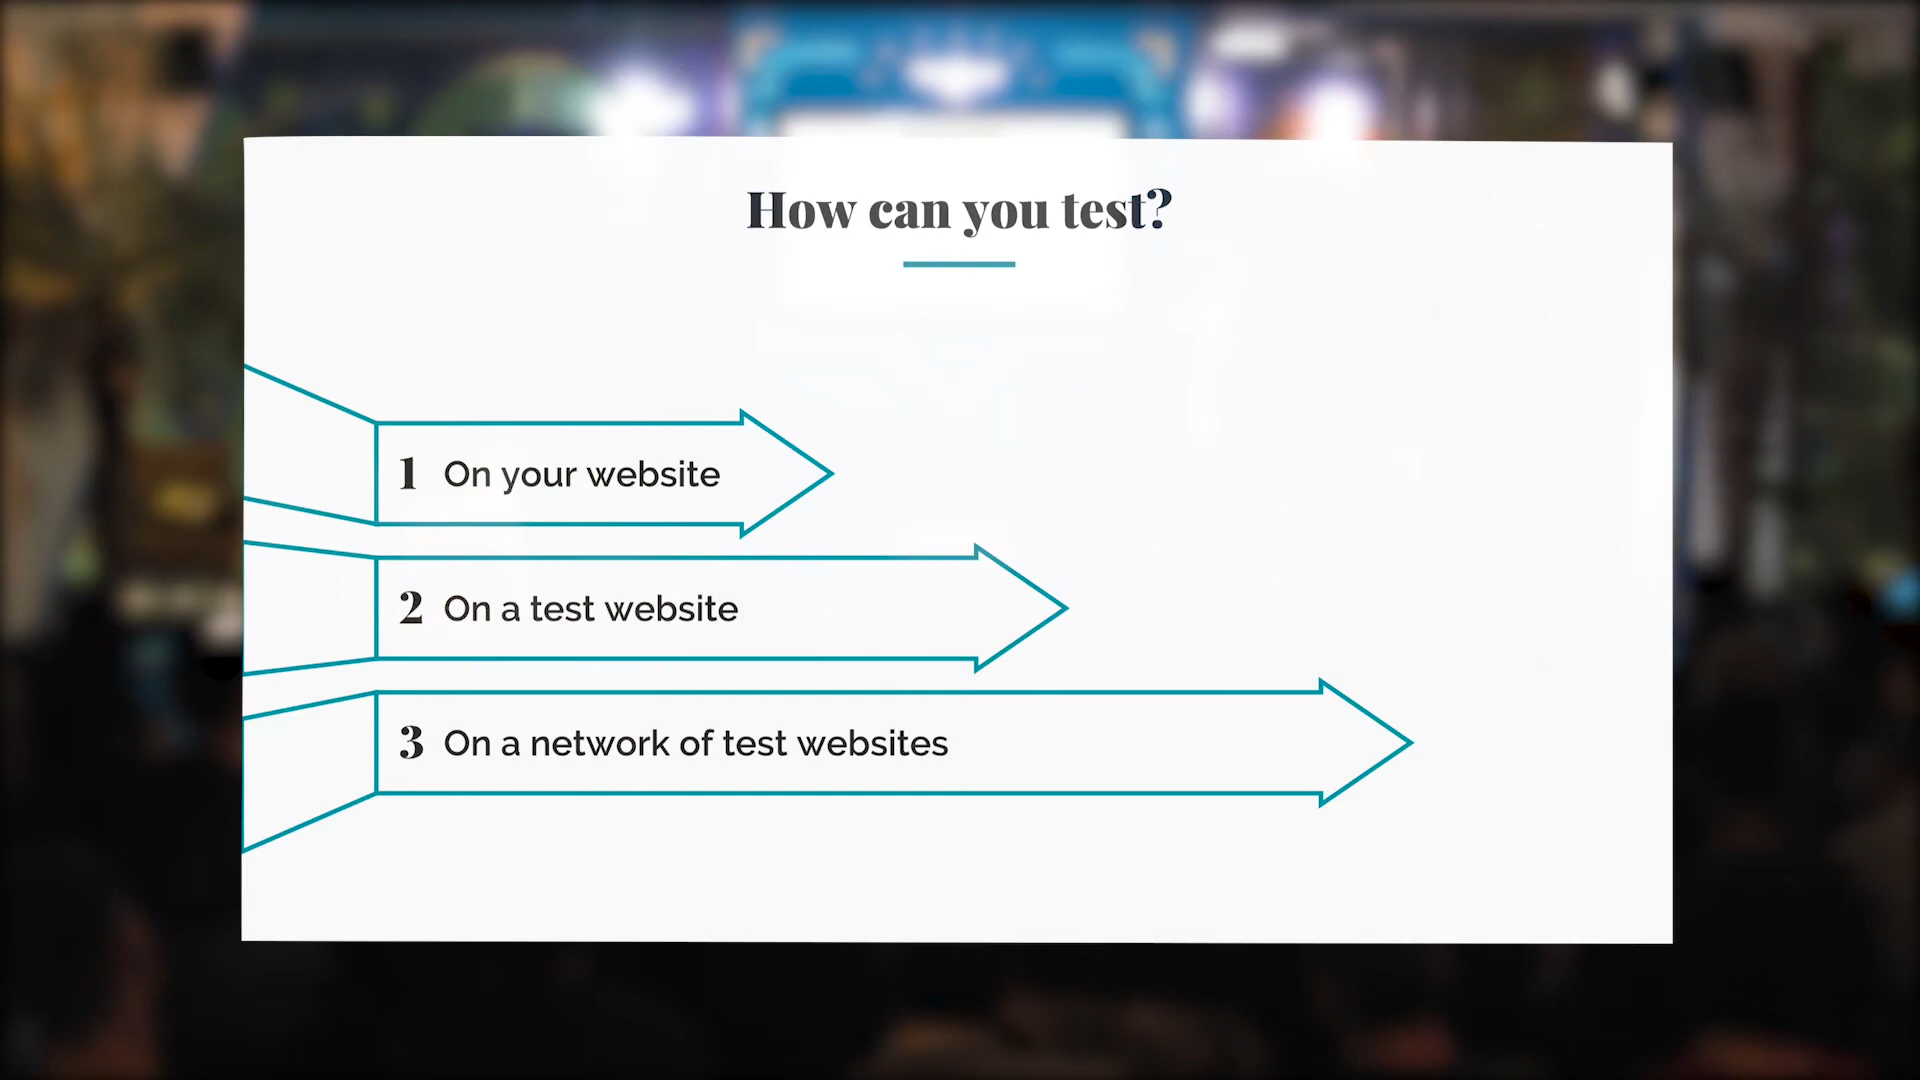 How can you test?
1 On your website
2 On a test website
3 On a network of test websites